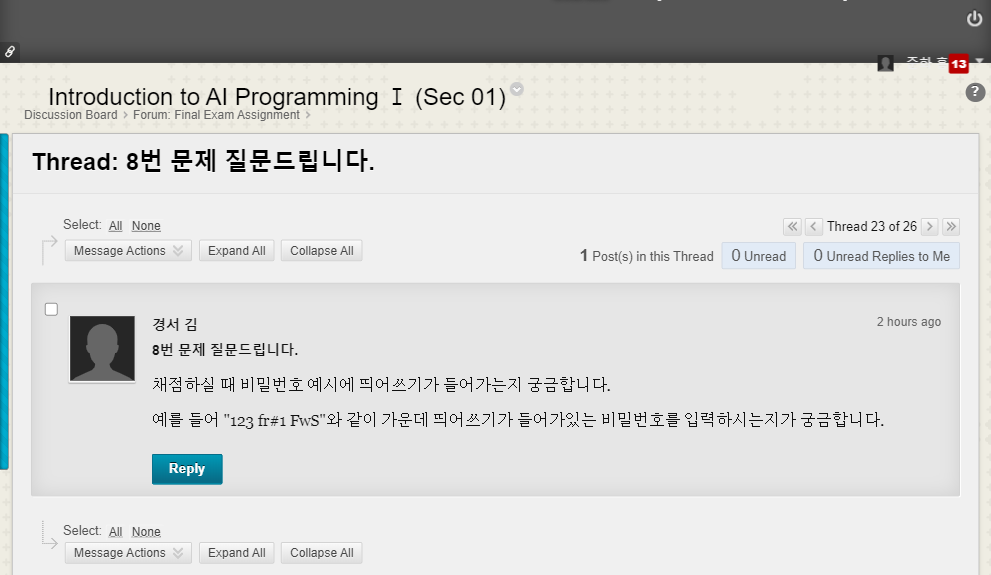 13
Introduction to AI Programming Ⅰ (Sec 01)
?
Discussion Board > Forum: Final Exam Assignment >
Thread: 8번 문제 질문드립니다.
Select: All None
Message Actions Expand All Collapse All
Thread 23 of 26
1 Post(s) in this Thread 0 Unread 0 Unread Replies to Me
경서 김
2 hours ago
8번 문제 질문드립니다.
채점하실 때 비밀번호 예시에 띄어쓰기가 들어가는지 궁금합니다.
예를 들어 "123 fr#1 FwS"와 같이 가운데 띄어쓰기가 들어가있는 비밀번호를 입력하시는지가 궁금합니다.
Reply
Select: All None
Message Actions Expand All Collapse All